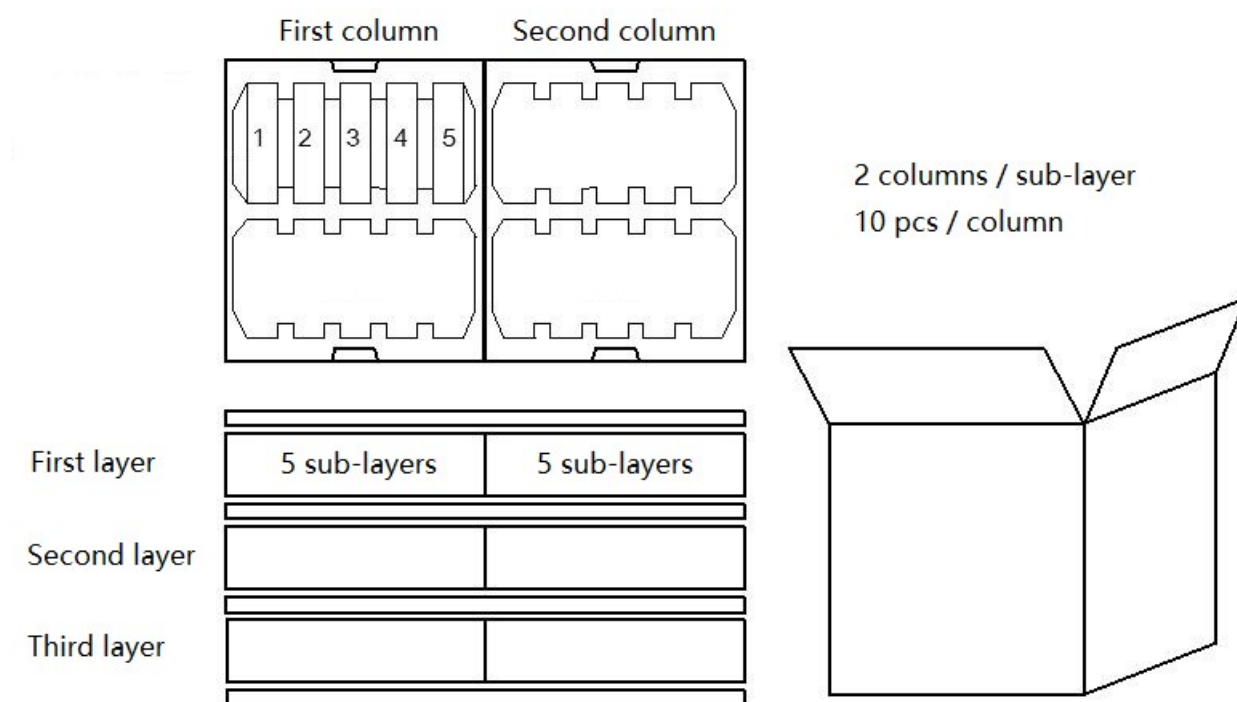 First column
Second column
1 2 3 4 5
2 columns / sub-layer
10 pcs / column
First layer
5 sub-layers
5 sub-layers
Second layer
Third layer